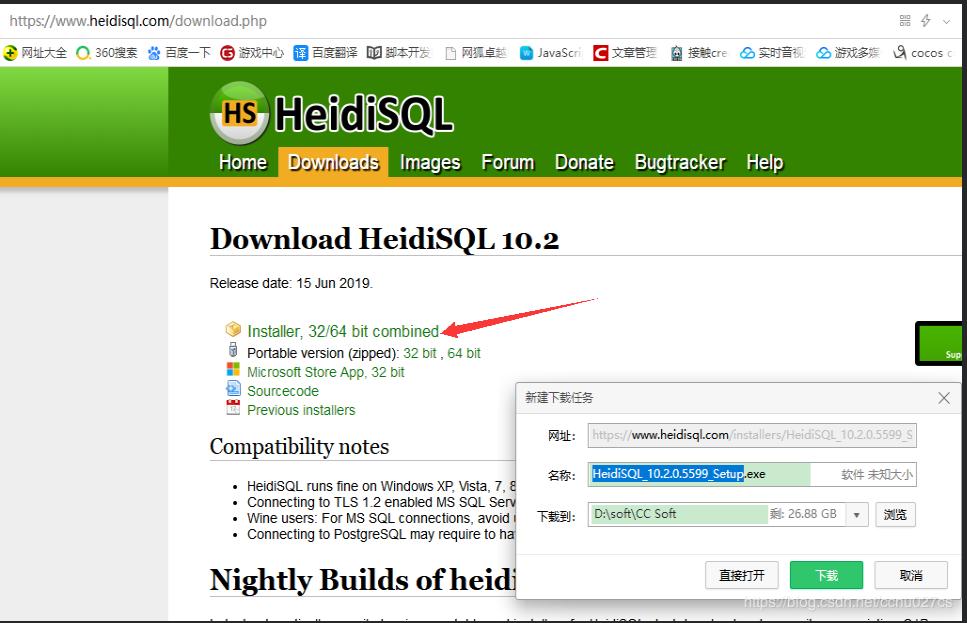 https://www.heidisql.com/download.php
网址大全 360搜索 百度一下 游戏中心 百度翻译 脚本开发 网狐卓越 JavaScri 文章管理 接触cre 实时音视 游戏多媒 cocos
HS HeidiSQL
Home Downloads Images Forum Donate Bugtracker Help
Download HeidiSQL 10.2
Release date: 15 Jun 2019.
Installer, 32/64 bit combined
Portable version (zipped): 32 bit , 64 bit
Microsoft Store App, 32 bit
Sourcecode
Previous installers
Sup
Compatibility notes
HeidiSQL runs fine on Windows XP, Vista, 7, 8
Connecting to TLS 1.2 enabled MS SQL Serv
Wine users: For MS SQL connections, avoid
Connecting to PostgreSQL may require to ha
Nightly Builds of heidi
新建下载任务
网址: https://www.heidisql.com/installers/HeidiSQL_10.2.0.5599_S
名称: HeidiSQL_10.2.0.5599_Setup.exe 软件 未知大小
下载到: D:\soft\CC Soft 剩: 26.88 GB 浏览
直接打开 下载 取消
https://blog.csdn.net/cchu027cs